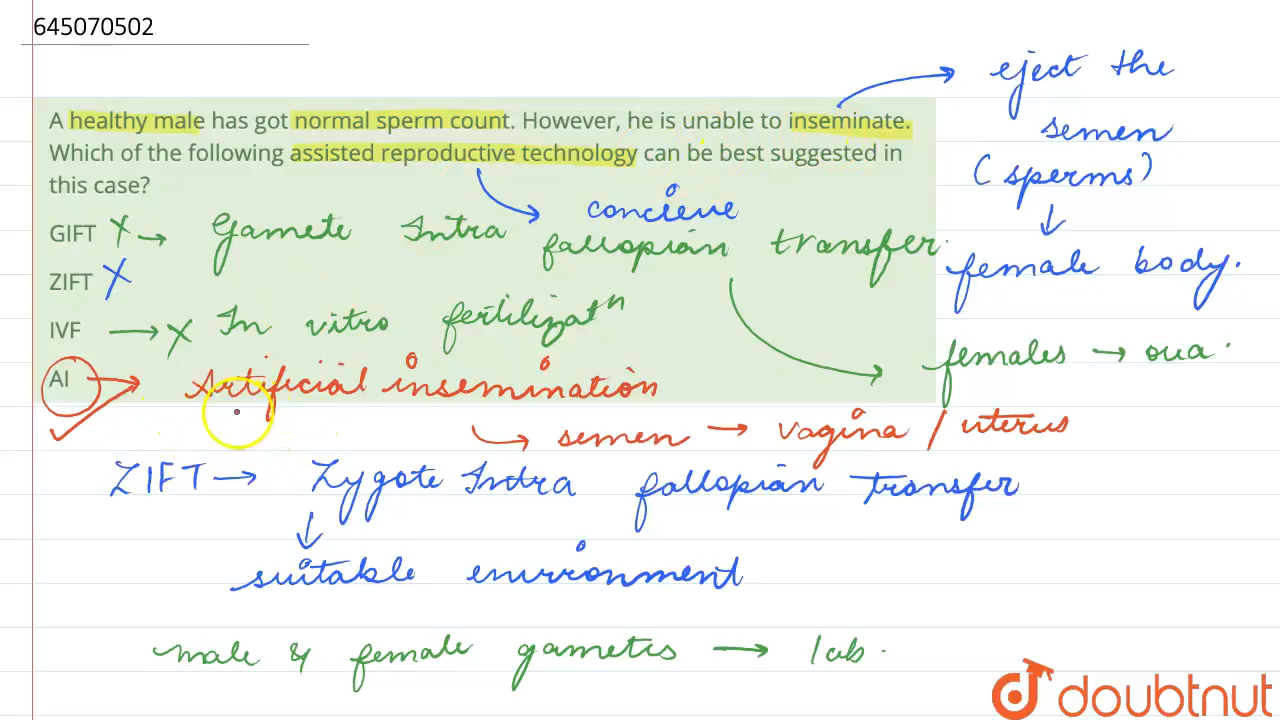 645070502
A healthy male has got normal sperm count. However, he is unable to inseminate.
Which of the following assisted reproductive technology can be best suggested in
this case?
GIFT X → Gamete Intra fallopian transfer.
concieve
ZIFT X
IVF → X In vitro fertilizatn
AI → Artificial insemination
eject the
semen
(sperms)
↓
female body.
females → ova.
→ semen → vagina / uterus
ZIFT → Zygote Intra fallopian transfer
↓
suitable environment
male & female gametes → lab.
doubtnut